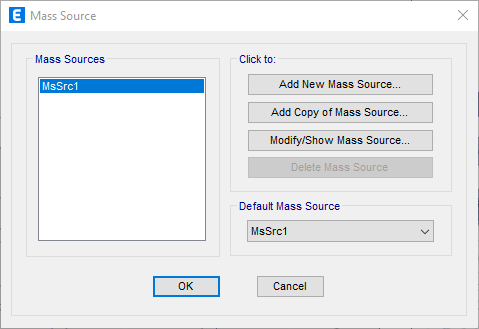 E Mass Source
Mass Sources
MsSrc1
Click to:
Add New Mass Source...
Add Copy of Mass Source...
Modify/Show Mass Source...
Delete Mass Source
Default Mass Source
MsSrc1
OK
Cancel